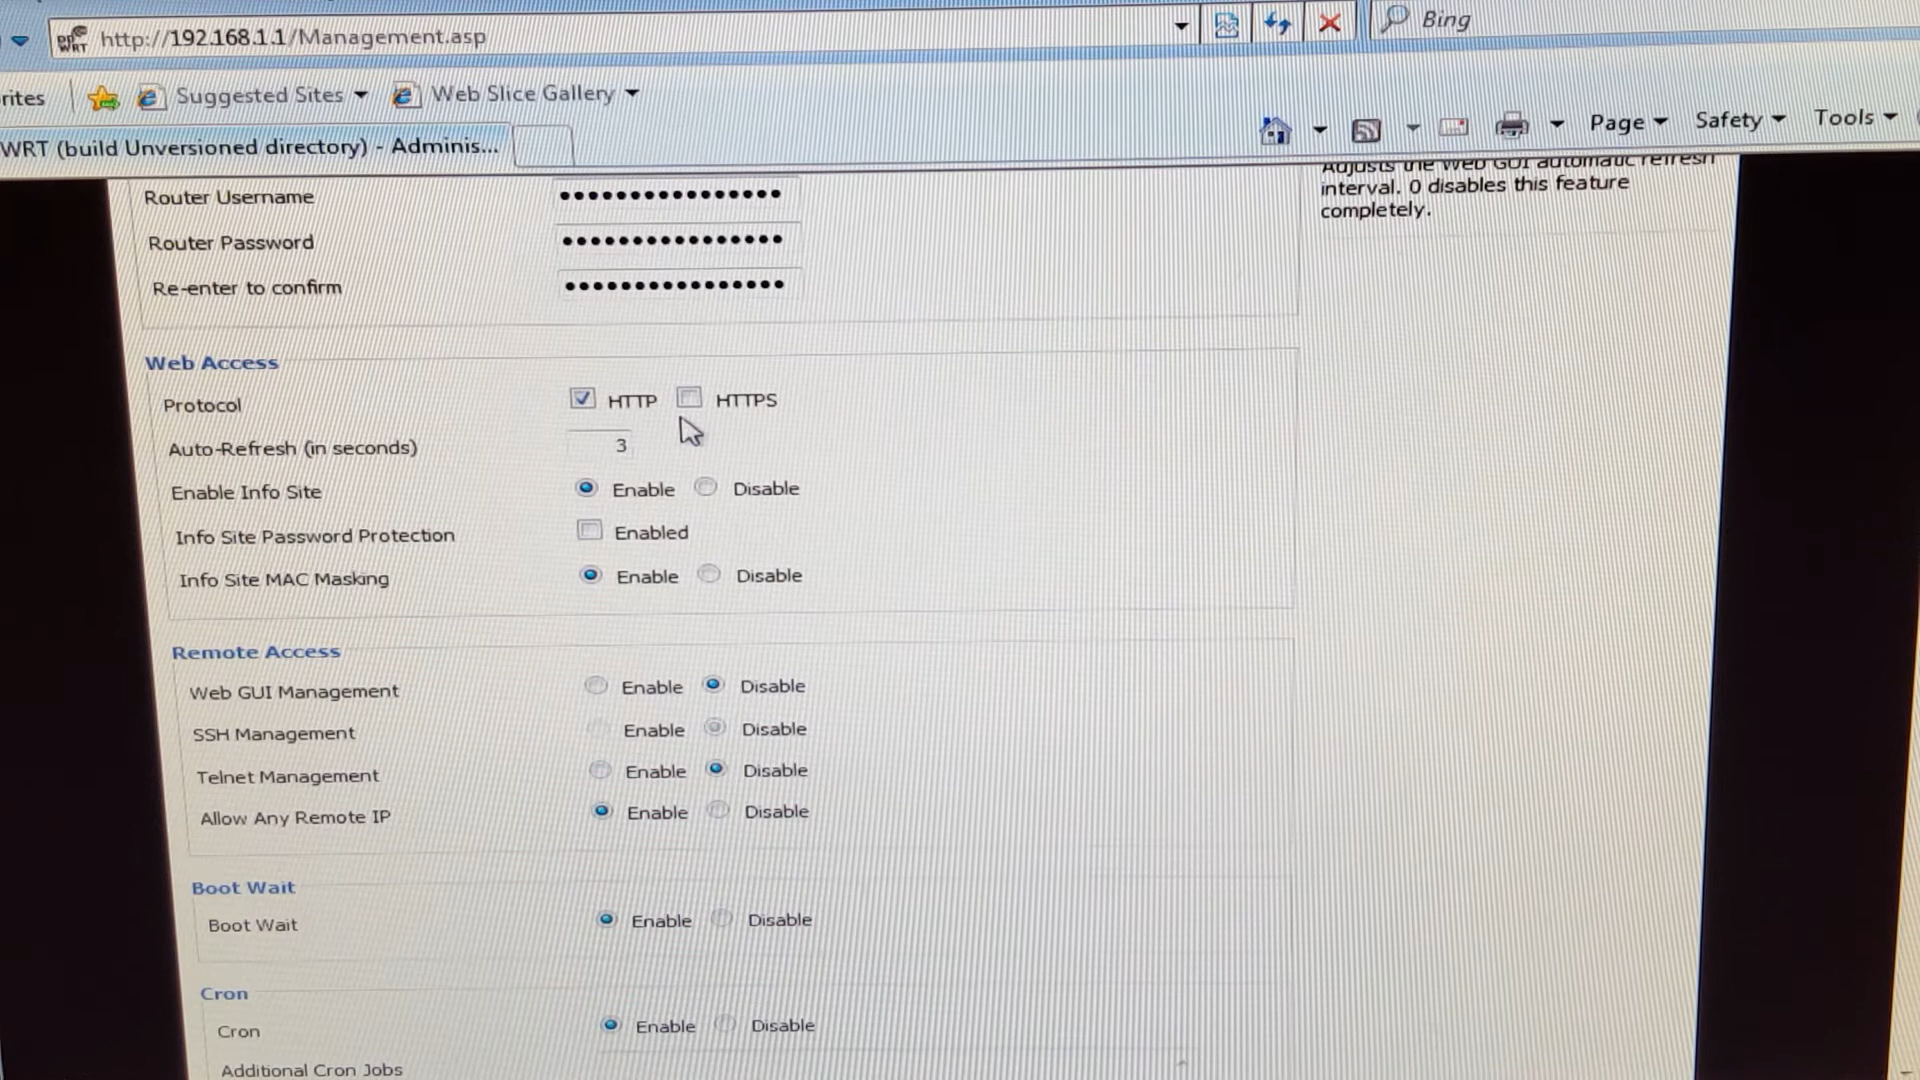 http://192.168.1.1/Management.asp
Bing
rites
Suggested Sites
Web Slice Gallery
WRT (build Unversioned directory) - Adminis...
Page
Safety
Tools
Adjusts the Web GUI automatic refresh
interval. 0 disables this feature
completely.
Router Username
Router Password
Re-enter to confirm
Web Access
Protocol HTTP HTTPS
Auto-Refresh (in seconds) 3
Enable Info Site Enable Disable
Info Site Password Protection Enabled
Info Site MAC Masking Enable Disable
Remote Access
Web GUI Management Enable Disable
SSH Management Enable Disable
Telnet Management Enable Disable
Allow Any Remote IP Enable Disable
Boot Wait
Boot Wait Enable Disable
Cron
Cron Enable Disable
Additional Cron Jobs